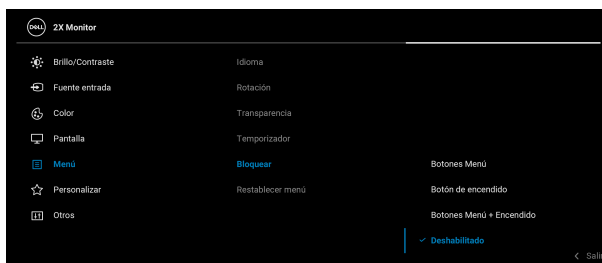 DELL 2X Monitor
Brillo/Contraste Idioma
Fuente entrada Rotación
Color Transparencia
Pantalla Temporizador
Menú Bloquear Botones Menú
Personalizar Restablecer menú Botón de encendido
Otros Botones Menú + Encendido
Deshabilitado